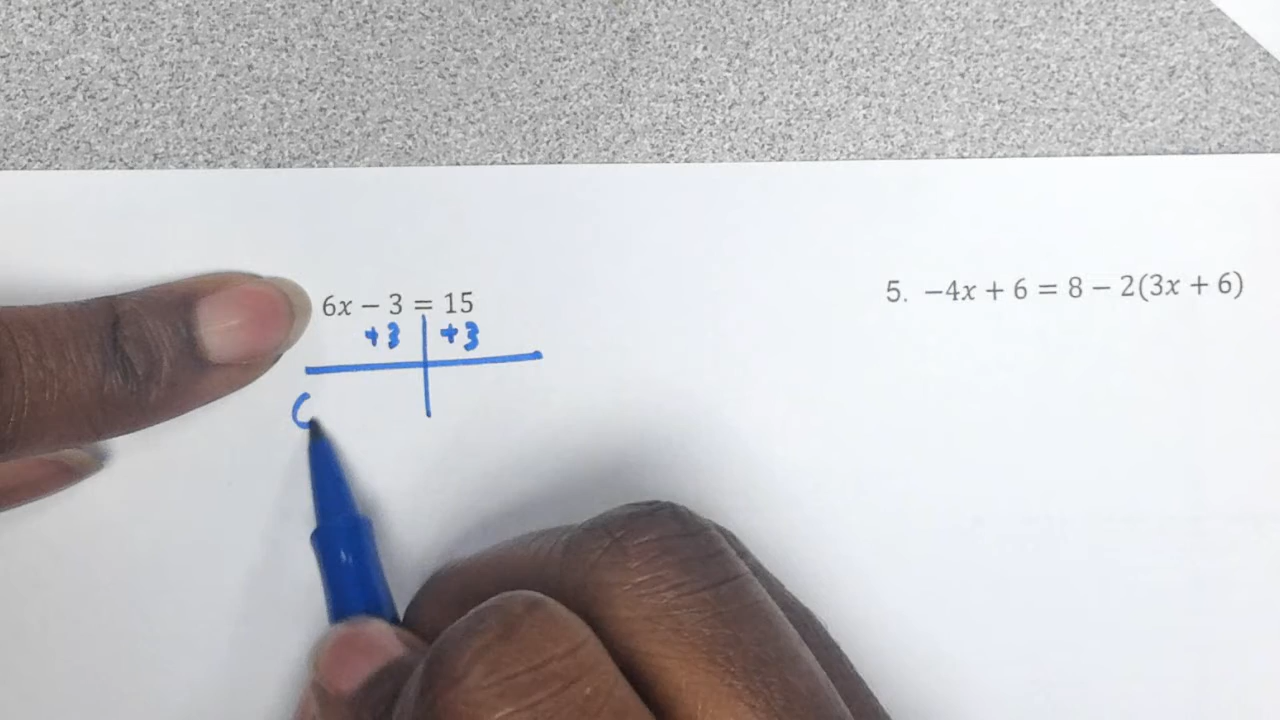 6x − 3 = 15
+3 +3
5. −4x + 6 = 8 − 2(3x + 6)